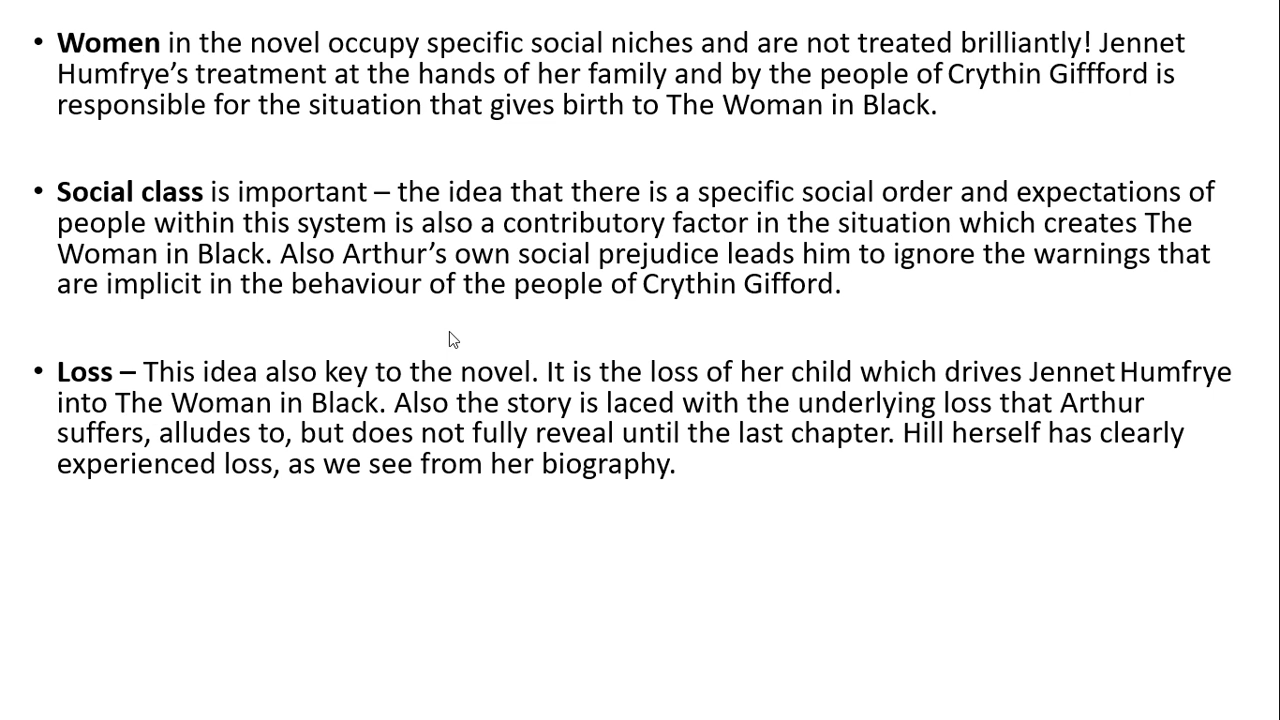 • Women in the novel occupy specific social niches and are not treated brilliantly! Jennet
Humfrye’s treatment at the hands of her family and by the people of Crythin Giffford is
responsible for the situation that gives birth to The Woman in Black.
• Social class is important – the idea that there is a specific social order and expectations of
people within this system is also a contributory factor in the situation which creates The
Woman in Black. Also Arthur’s own social prejudice leads him to ignore the warnings that
are implicit in the behaviour of the people of Crythin Gifford.
• Loss – This idea also key to the novel. It is the loss of her child which drives Jennet Humfrye
into The Woman in Black. Also the story is laced with the underlying loss that Arthur
suffers, alludes to, but does not fully reveal until the last chapter. Hill herself has clearly
experienced loss, as we see from her biography.